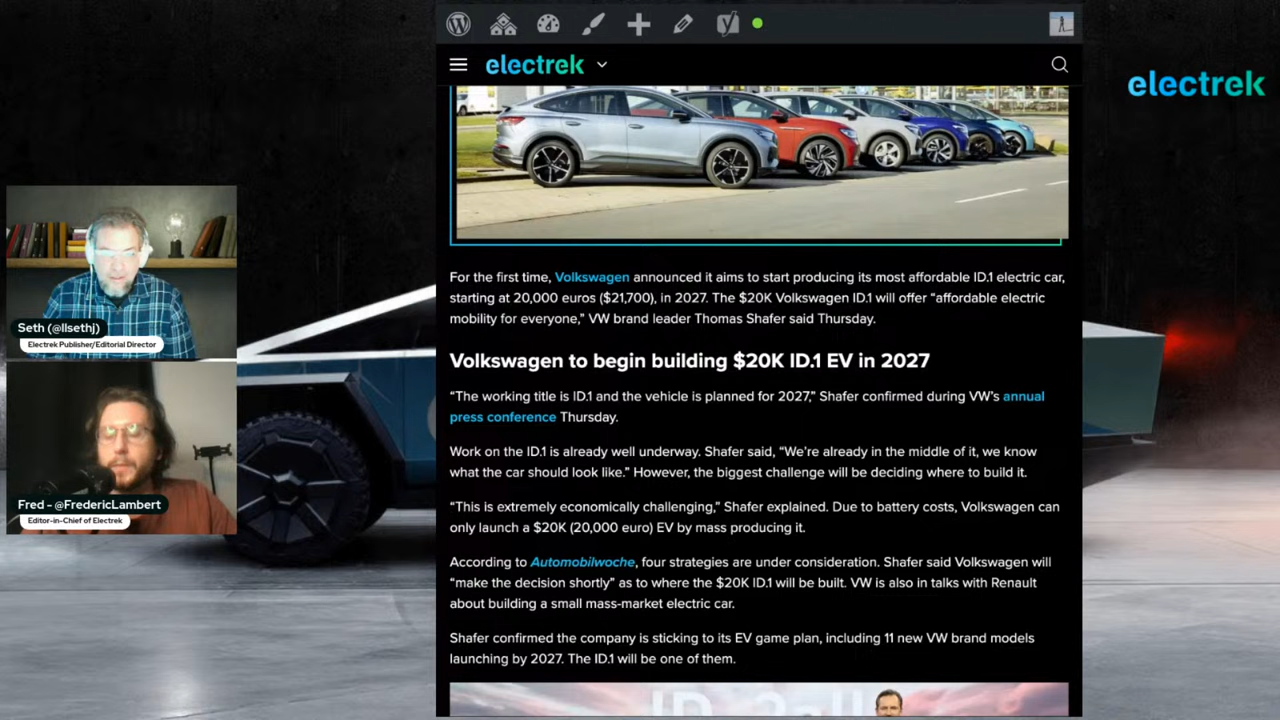 electrek
electrek
For the first time, Volkswagen announced it aims to start producing its most affordable ID.1 electric car,
starting at 20,000 euros ($21,700), in 2027. The $20K Volkswagen ID.1 will offer “affordable electric
mobility for everyone,” VW brand leader Thomas Shafer said Thursday.
Volkswagen to begin building $20K ID.1 EV in 2027
“The working title is ID.1 and the vehicle is planned for 2027,” Shafer confirmed during VW’s annual
press conference Thursday.
Work on the ID.1 is already well underway. Shafer said, “We’re already in the middle of it, we know
what the car should look like.” However, the biggest challenge will be deciding where to build it.
“This is extremely economically challenging,” Shafer explained. Due to battery costs, Volkswagen can
only launch a $20K (20,000 euro) EV by mass producing it.
According to Automobilwoche, four strategies are under consideration. Shafer said Volkswagen will
“make the decision shortly” as to where the $20K ID.1 will be built. VW is also in talks with Renault
about building a small mass-market electric car.
Shafer confirmed the company is sticking to its EV game plan, including 11 new VW brand models
launching by 2027. The ID.1 will be one of them.
Seth (@llsethj)
Electrek Publisher/Editorial Director
Fred - @FredericLambert
Editor-in-Chief of Electrek